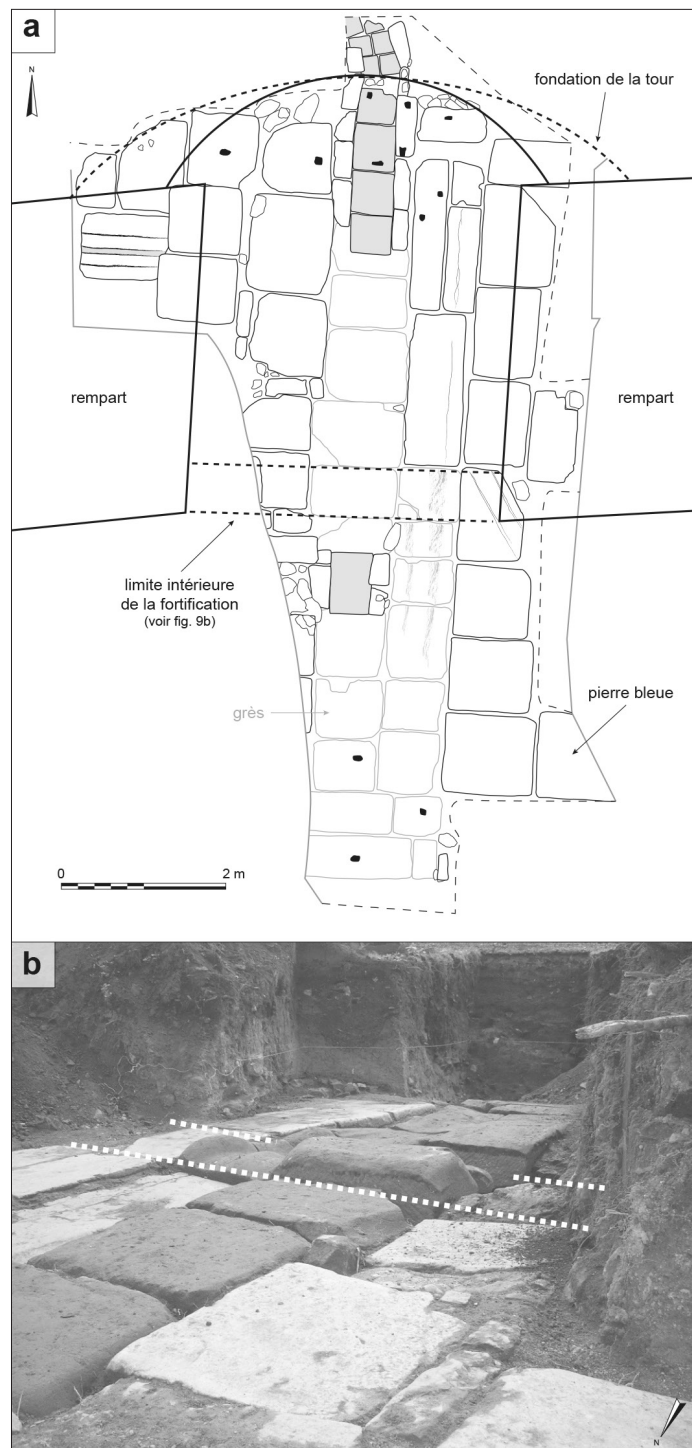 a
N
fondation de la tour
rempart
rempart
limite intérieure
de la fortification
(voir fig. 9b)
pierre bleue
grès
0 2 m
b
N